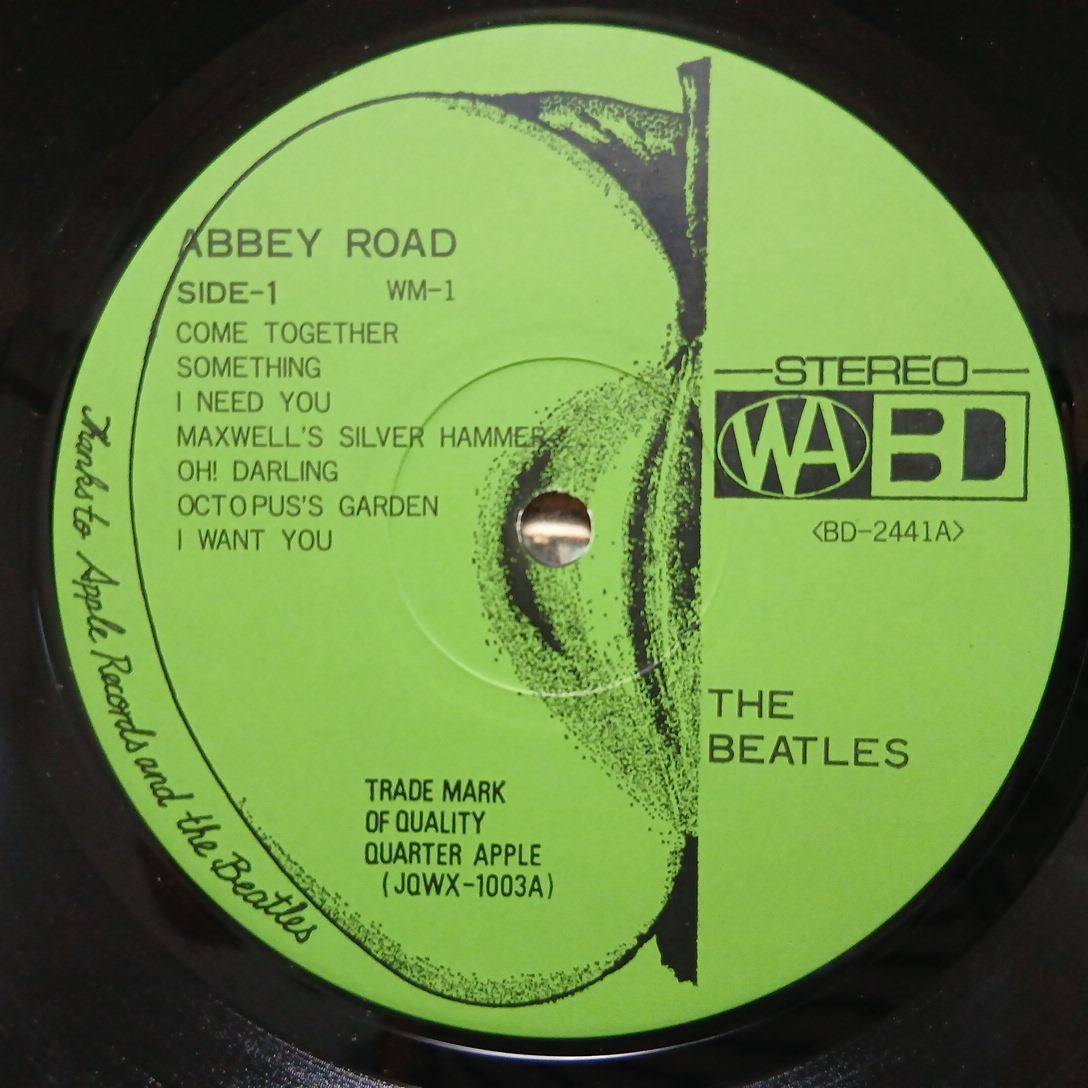 ABBEY ROAD
SIDE-1 WM-1
COME TOGETHER
SOMETHING
I NEED YOU
MAXWELL'S SILVER HAMMER
OH! DARLING
OCTOPUS'S GARDEN
I WANT YOU
STEREO
WA BD
<BD-2441A>
THE
BEATLES
TRADE MARK
OF QUALITY
QUARTER APPLE
(JQWX-1003A)
Thanks to Apple Records and the Beatles